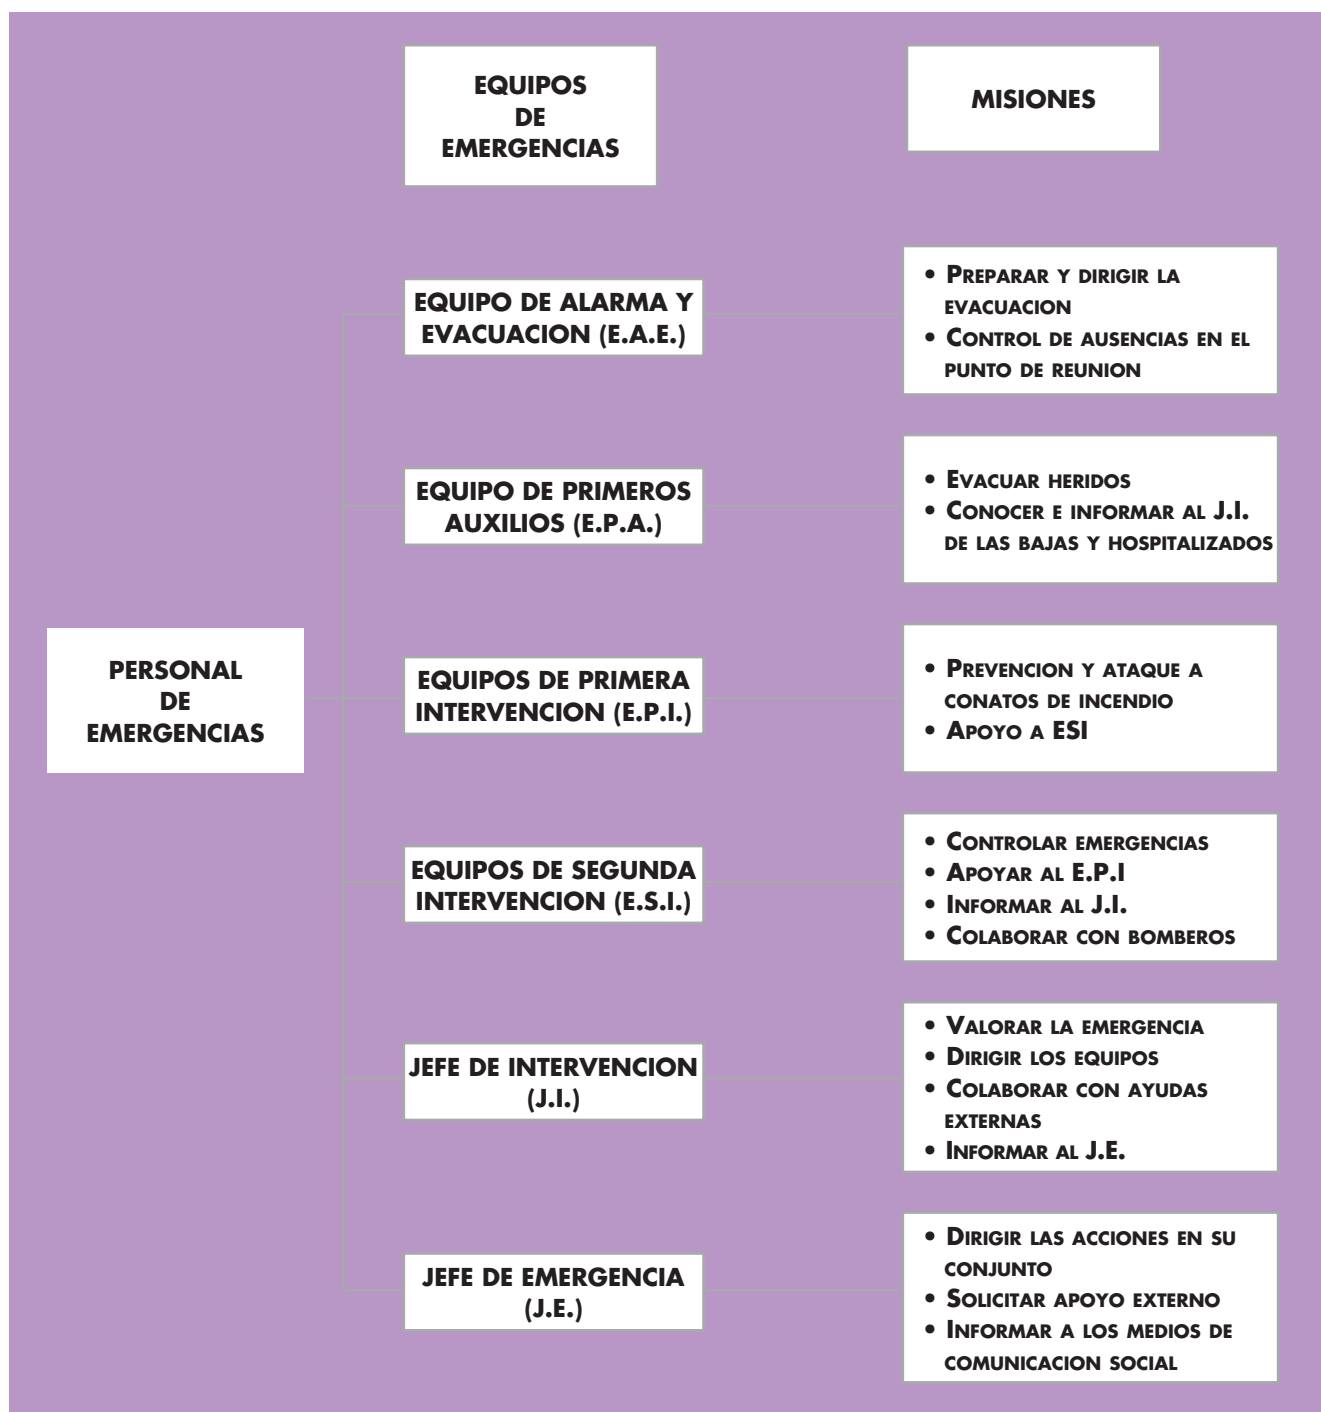 EQUIPOS
DE
EMERGENCIAS
MISIONES
PERSONAL
DE
EMERGENCIAS
EQUIPO DE ALARMA Y
EVACUACION (E.A.E.)
• PREPARAR Y DIRIGIR LA
EVACUACION
• CONTROL DE AUSENCIAS EN EL
PUNTO DE REUNION
EQUIPO DE PRIMEROS
AUXILIOS (E.P.A.)
• EVACUAR HERIDOS
• CONOCER E INFORMAR AL J.I.
DE LAS BAJAS Y HOSPITALIZADOS
EQUIPOS DE PRIMERA
INTERVENCION (E.P.I.)
• PREVENCION Y ATAQUE A
CONATOS DE INCENDIO
• APOYO A ESI
EQUIPOS DE SEGUNDA
INTERVENCION (E.S.I.)
• CONTROLAR EMERGENCIAS
• APOYAR AL E.P.I
• INFORMAR AL J.I.
• COLABORAR CON BOMBEROS
JEFE DE INTERVENCION
(J.I.)
• VALORAR LA EMERGENCIA
• DIRIGIR LOS EQUIPOS
• COLABORAR CON AYUDAS
EXTERNAS
• INFORMAR AL J.E.
JEFE DE EMERGENCIA
(J.E.)
• DIRIGIR LAS ACCIONES EN SU
CONJUNTO
• SOLICITAR APOYO EXTERNO
• INFORMAR A LOS MEDIOS DE
COMUNICACION SOCIAL